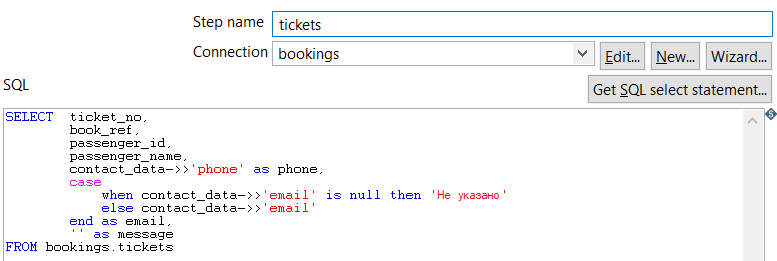 Step name tickets
Connection bookings Edit... New... Wizard...
SQL Get SQL select statement...
SELECT ticket_no,
book_ref,
passenger_id,
passenger_name,
contact_data->>'phone' as phone,
case
when contact_data->>'email' is null then 'Не указано'
else contact_data->>'email'
end as email,
'' as message
FROM bookings.tickets